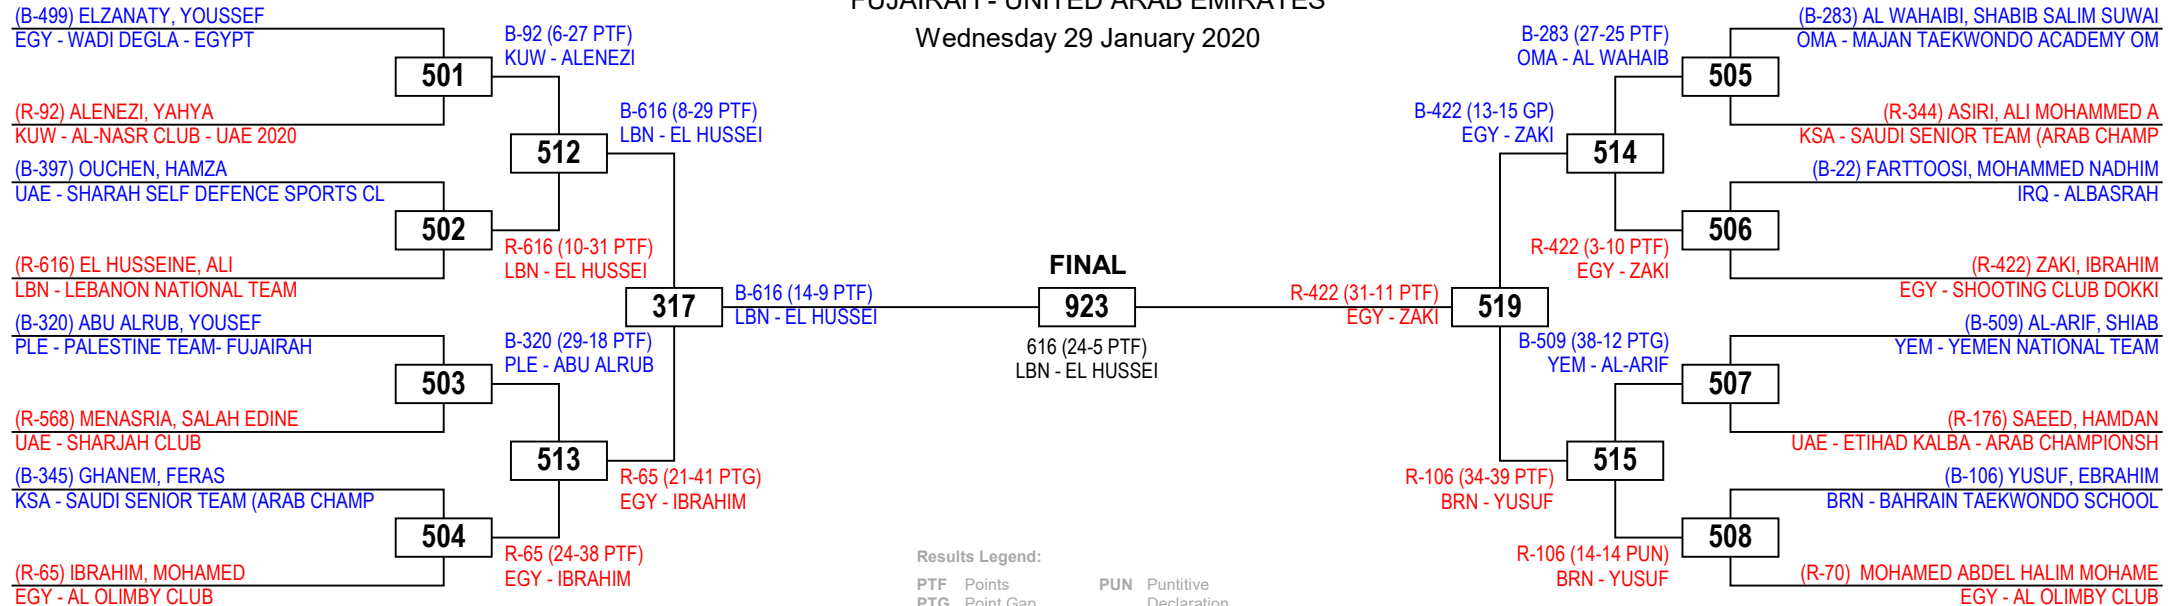 FUJAIRAH - UNITED ARAB EMIRATES
Wednesday 29 January 2020
(B-499) ELZANATY, YOUSSEF
EGY - WADI DEGLA - EGYPT
501
(R-92) ALENEZI, YAHYA
KUW - AL-NASR CLUB - UAE 2020
(B-397) OUCHEN, HAMZA
UAE - SHARAH SELF DEFENCE SPORTS CL
502
(R-616) EL HUSSEINE, ALI
LBN - LEBANON NATIONAL TEAM
(B-320) ABU ALRUB, YOUSEF
PLE - PALESTINE TEAM- FUJAIRAH
503
(R-568) MENASRIA, SALAH EDINE
UAE - SHARJAH CLUB
(B-345) GHANEM, FERAS
KSA - SAUDI SENIOR TEAM (ARAB CHAMP
504
(R-65) IBRAHIM, MOHAMED
EGY - AL OLIMBY CLUB
B-92 (6-27 PTF)
KUW - ALENEZI
512
R-616 (10-31 PTF)
LBN - EL HUSSEI
B-320 (29-18 PTF)
PLE - ABU ALRUB
513
R-65 (24-38 PTF)
EGY - IBRAHIM
B-616 (8-29 PTF)
LBN - EL HUSSEI
317
R-65 (21-41 PTG)
EGY - IBRAHIM
B-616 (14-9 PTF)
LBN - EL HUSSEI
FINAL
923
616 (24-5 PTF)
LBN - EL HUSSEI
R-422 (31-11 PTF)
EGY - ZAKI
B-422 (13-15 GP)
EGY - ZAKI
519
R-106 (34-39 PTF)
BRN - YUSUF
B-283 (27-25 PTF)
OMA - AL WAHAIB
514
R-422 (3-10 PTF)
EGY - ZAKI
B-509 (38-12 PTG)
YEM - AL-ARIF
515
R-106 (14-14 PUN)
BRN - YUSUF
(B-283) AL WAHAIBI, SHABIB SALIM SUWAI
OMA - MAJAN TAEKWONDO ACADEMY OM
505
(R-344) ASIRI, ALI MOHAMMED A
KSA - SAUDI SENIOR TEAM (ARAB CHAMP
(B-22) FARTTOOSI, MOHAMMED NADHIM
IRQ - ALBASRAH
506
(R-422) ZAKI, IBRAHIM
EGY - SHOOTING CLUB DOKKI
(B-509) AL-ARIF, SHIAB
YEM - YEMEN NATIONAL TEAM
507
(R-176) SAEED, HAMDAN
UAE - ETIHAD KALBA - ARAB CHAMPIONSH
(B-106) YUSUF, EBRAHIM
BRN - BAHRAIN TAEKWONDO SCHOOL
508
(R-70) MOHAMED ABDEL HALIM MOHAME
EGY - AL OLIMBY CLUB
Results Legend:
PTF Points PUN Puntitive
PTG Point Gap Declaration